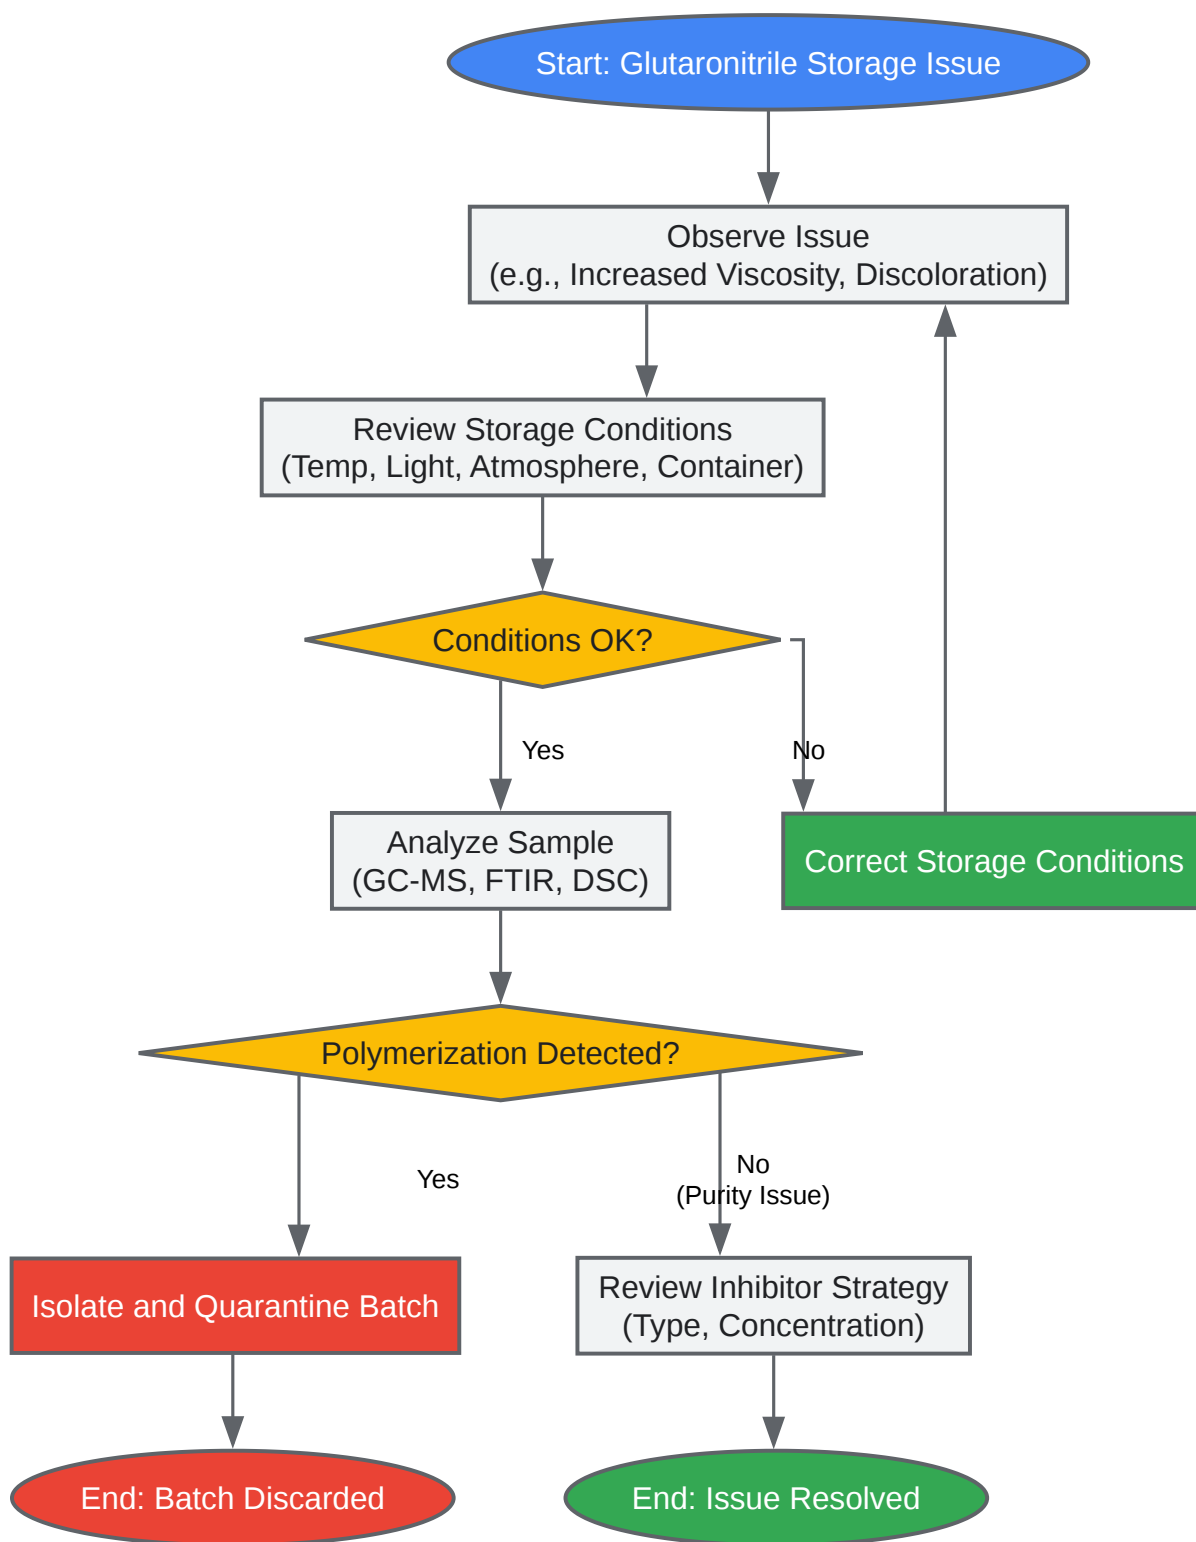 Start: Glutaronitrile Storage Issue
Observe Issue
(e.g., Increased Viscosity, Discoloration)
Review Storage Conditions
(Temp, Light, Atmosphere, Container)
Conditions OK?
Yes
No
Analyze Sample
(GC-MS, FTIR, DSC)
Correct Storage Conditions
Polymerization Detected?
Yes
No
(Purity Issue)
Isolate and Quarantine Batch
Review Inhibitor Strategy
(Type, Concentration)
End: Batch Discarded
End: Issue Resolved